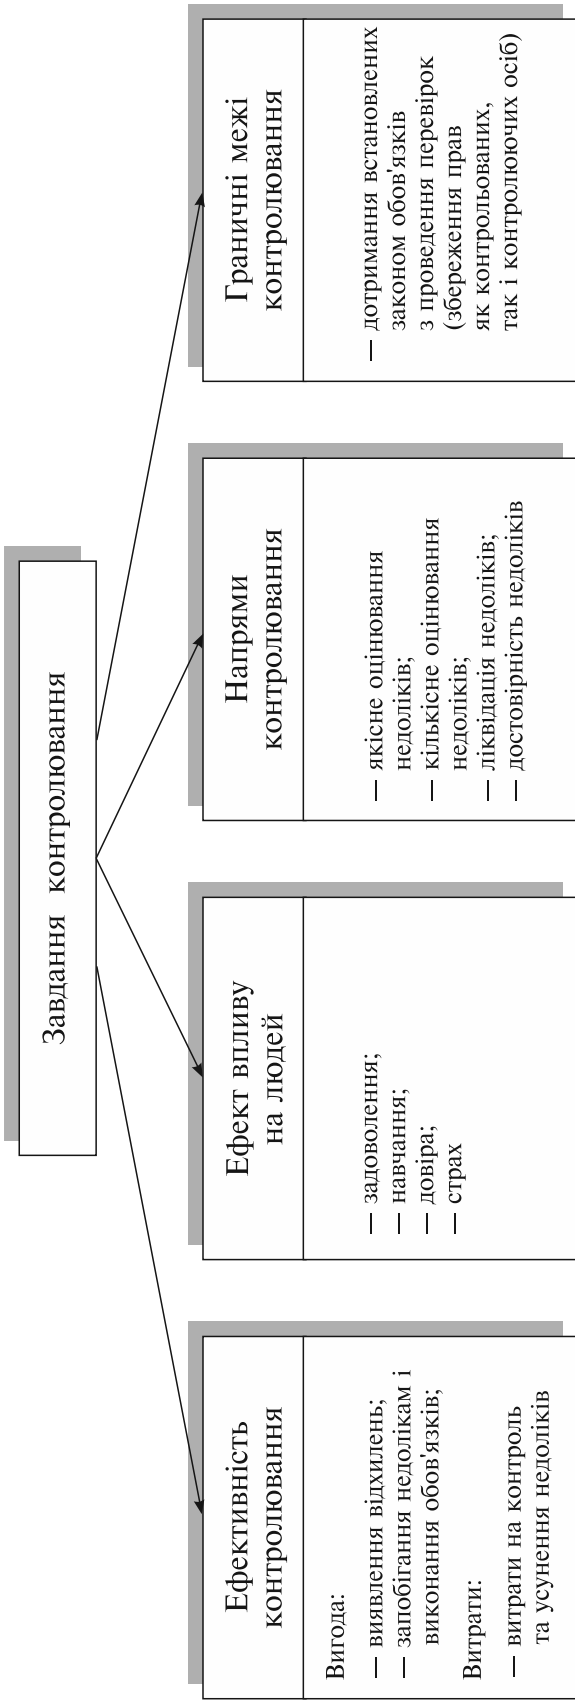 Завдання контролювання
Ефективність
контролювання
Вигода:
— виявлення відхилень;
— запобігання недолікам і
виконання обов'язків;
Витрати:
— витрати на контроль
та усунення недоліків
Ефект впливу
на людей
— задоволення;
— навчання;
— довіра;
— страх
Напрями
контролювання
— якісне оцінювання
недоліків;
— кількісне оцінювання
недоліків;
— ліквідація недоліків;
— достовірність недоліків
Граничні межі
контролювання
— дотримання встановлених
законом обов'язків
з проведення перевірок
(збереження прав
як контрольованих,
так і контролюючих осіб)